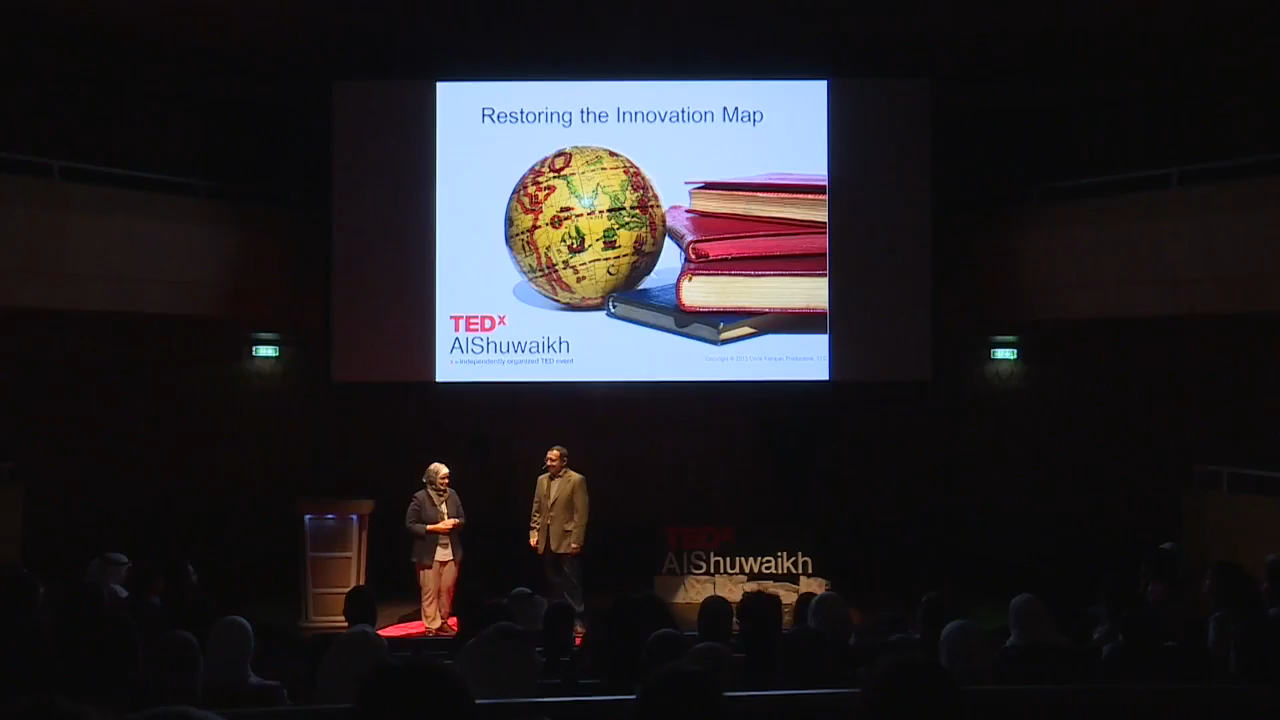 Restoring the Innovation Map
TEDx
AlShuwaikh
x = independently organized TED event
TEDx
AlShuwaikh